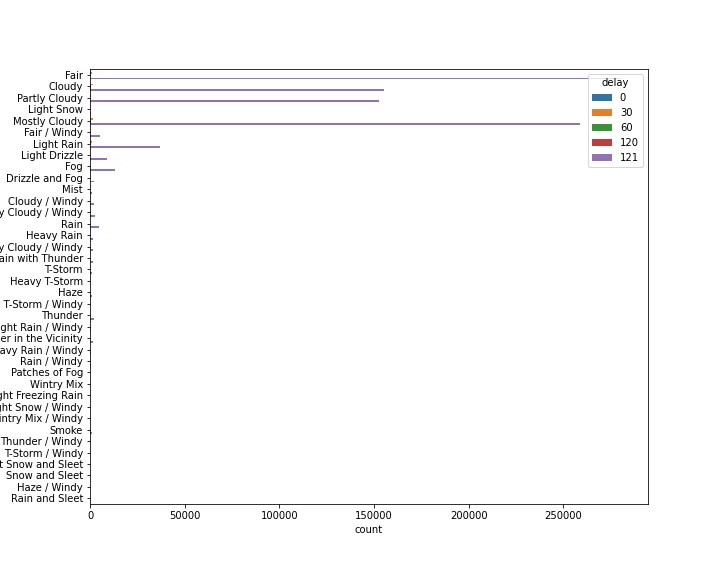 Fair
Cloudy
Partly Cloudy
Light Snow
Mostly Cloudy
Fair / Windy
Light Rain
Light Drizzle
Fog
Drizzle and Fog
Mist
Cloudy / Windy
y Cloudy / Windy
Rain
Heavy Rain
y Cloudy / Windy
ain with Thunder
T-Storm
Heavy T-Storm
Haze
T-Storm / Windy
Thunder
ght Rain / Windy
er in the Vicinity
avy Rain / Windy
Rain / Windy
Patches of Fog
Wintry Mix
ght Freezing Rain
ght Snow / Windy
intry Mix / Windy
Smoke
Thunder / Windy
T-Storm / Windy
t Snow and Sleet
Snow and Sleet
Haze / Windy
Rain and Sleet
0 50000 100000 150000 200000 250000
count
delay
0
30
60
120
121